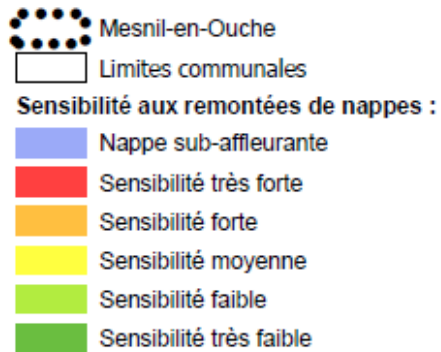 Mesnil-en-Ouche
Limites communales
Sensibilité aux remontées de nappes :
Nappe sub-affleurante
Sensibilité très forte
Sensibilité forte
Sensibilité moyenne
Sensibilité faible
Sensibilité très faible